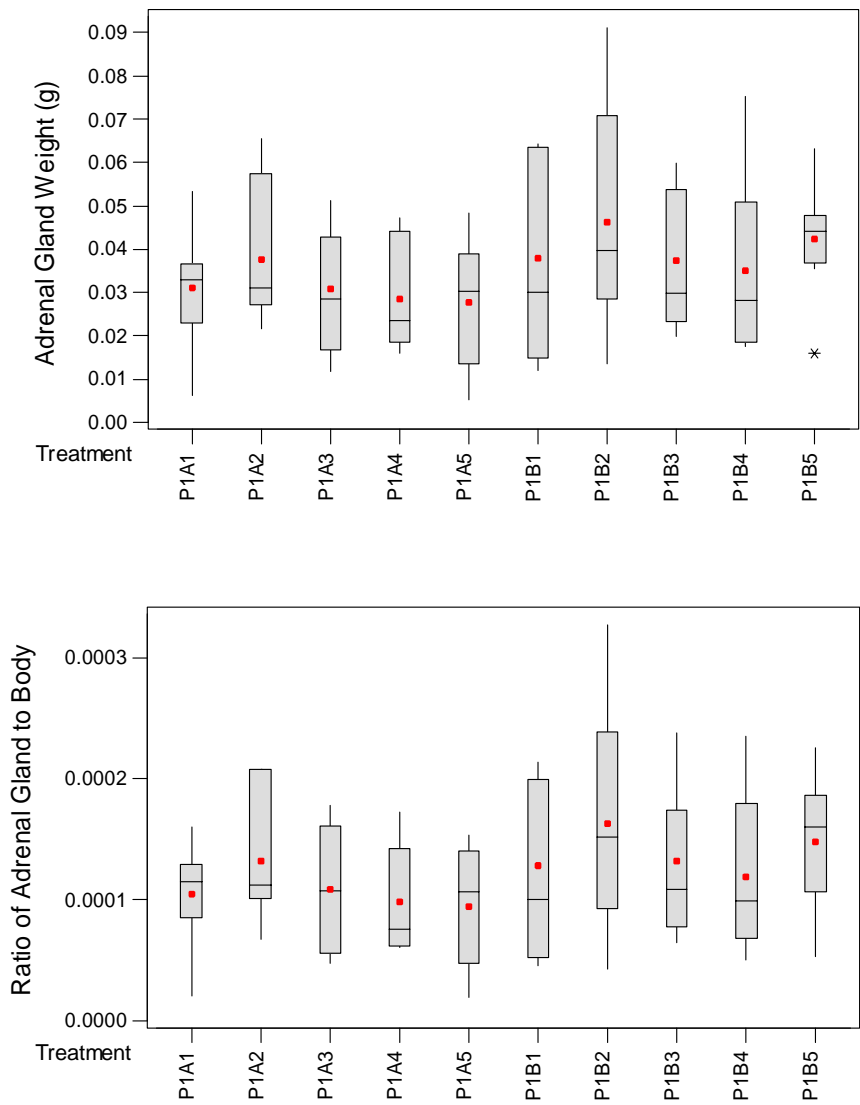 Adrenal Gland Weight (g)
0.09
0.08
0.07
0.06
0.05
0.04
0.03
0.02
0.01
0.00
Treatment
P1A1 P1A2 P1A3 P1A4 P1A5 P1B1 P1B2 P1B3 P1B4 P1B5
Ratio of Adrenal Gland to Body
0.0003
0.0002
0.0001
0.0000
Treatment
P1A1 P1A2 P1A3 P1A4 P1A5 P1B1 P1B2 P1B3 P1B4 P1B5